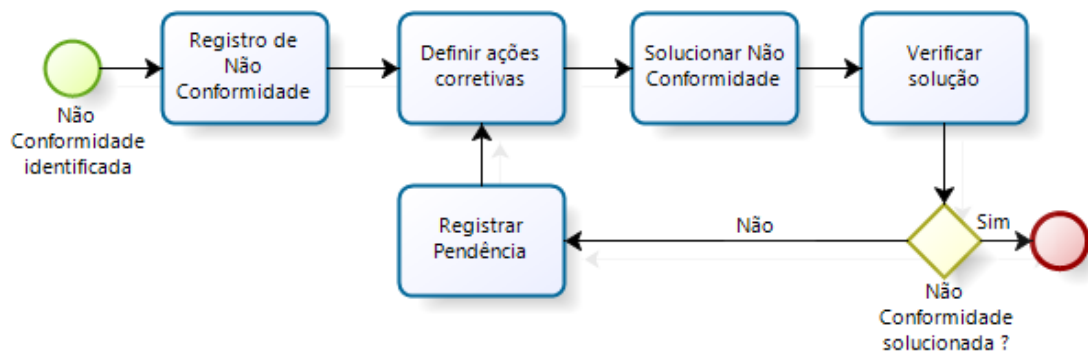 Não
Conformidade
identificada
Registro de
Não
Conformidade
Definir ações
corretivas
Solucionar Não
Conformidade
Verificar
solução
Não
Conformidade
solucionada ?
Sim
Não
Registrar
Pendência